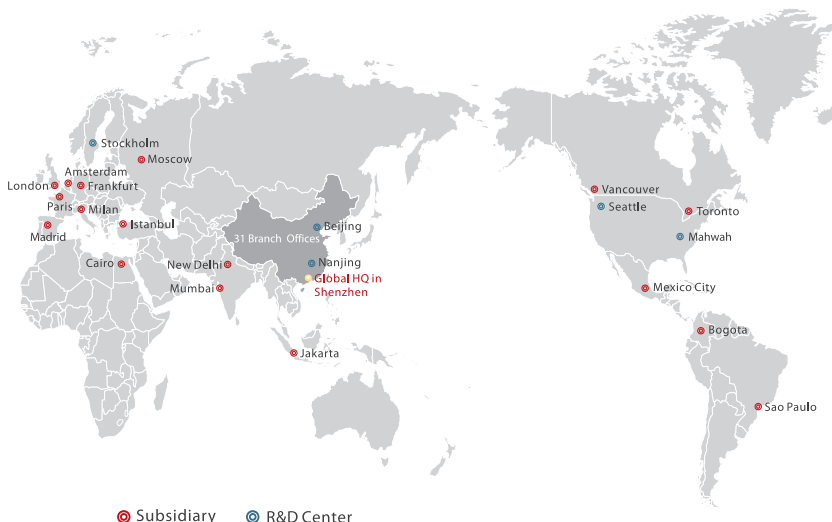 Stockholm
Moscow
Amsterdam
London
Frankfurt
Paris
Milan
Madrid
Istanbul
31 Branch Offices
Beijing
Cairo
New Delhi
Nanjing
Global HQ in
Shenzhen
Mumbai
Jakarta
Vancouver
Seattle
Toronto
Mahwah
Mexico City
Bogota
Sao Paulo
Subsidiary
R&D Center